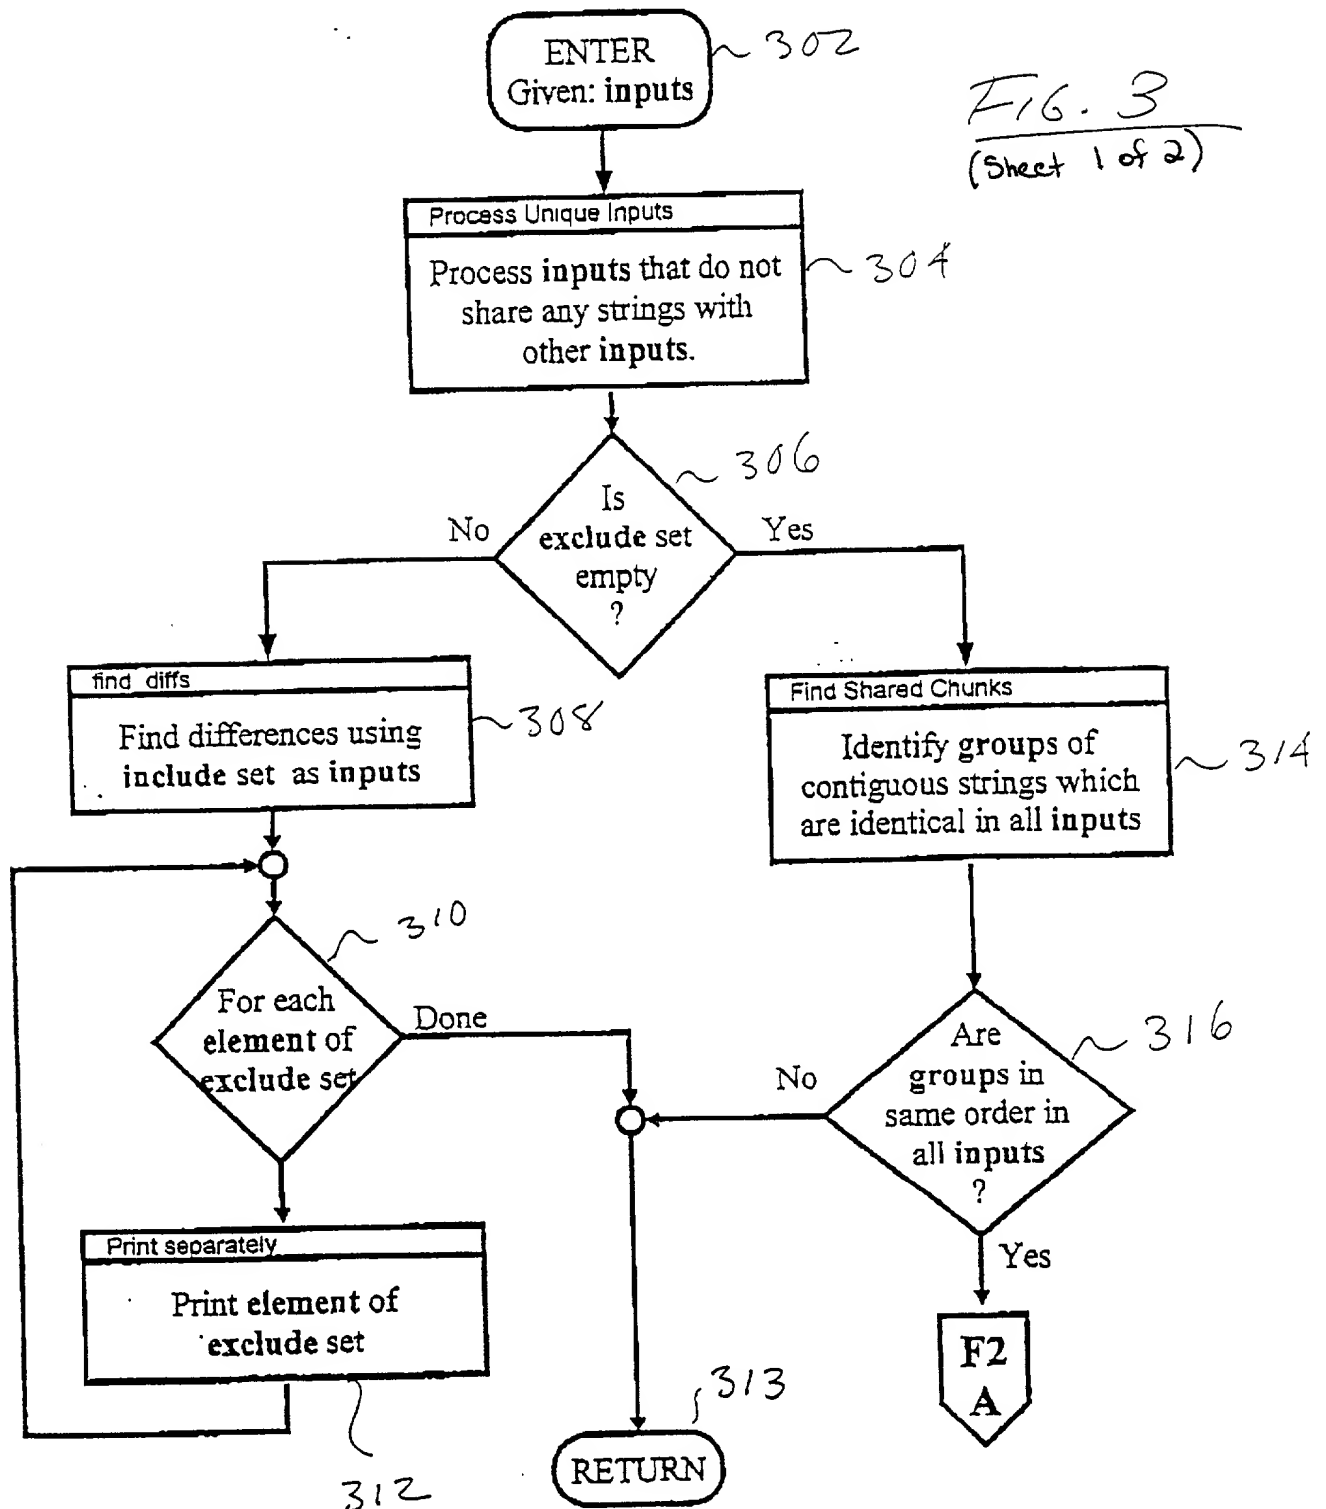 ENTER
Given: inputs
302
FIG. 3
(Sheet 1 of 2)
Process Unique Inputs
Process inputs that do not
share any strings with
other inputs.
304
306
Is
exclude set
empty
?
No
Yes
find diffs
Find differences using
include set as inputs
308
Find Shared Chunks
Identify groups of
contiguous strings which
are identical in all inputs
314
310
For each
element of
exclude set
Done
316
Are
groups in
same order in
all inputs
?
No
Yes
Print separately
Print element of
exclude set
312
F2
A
313
RETURN